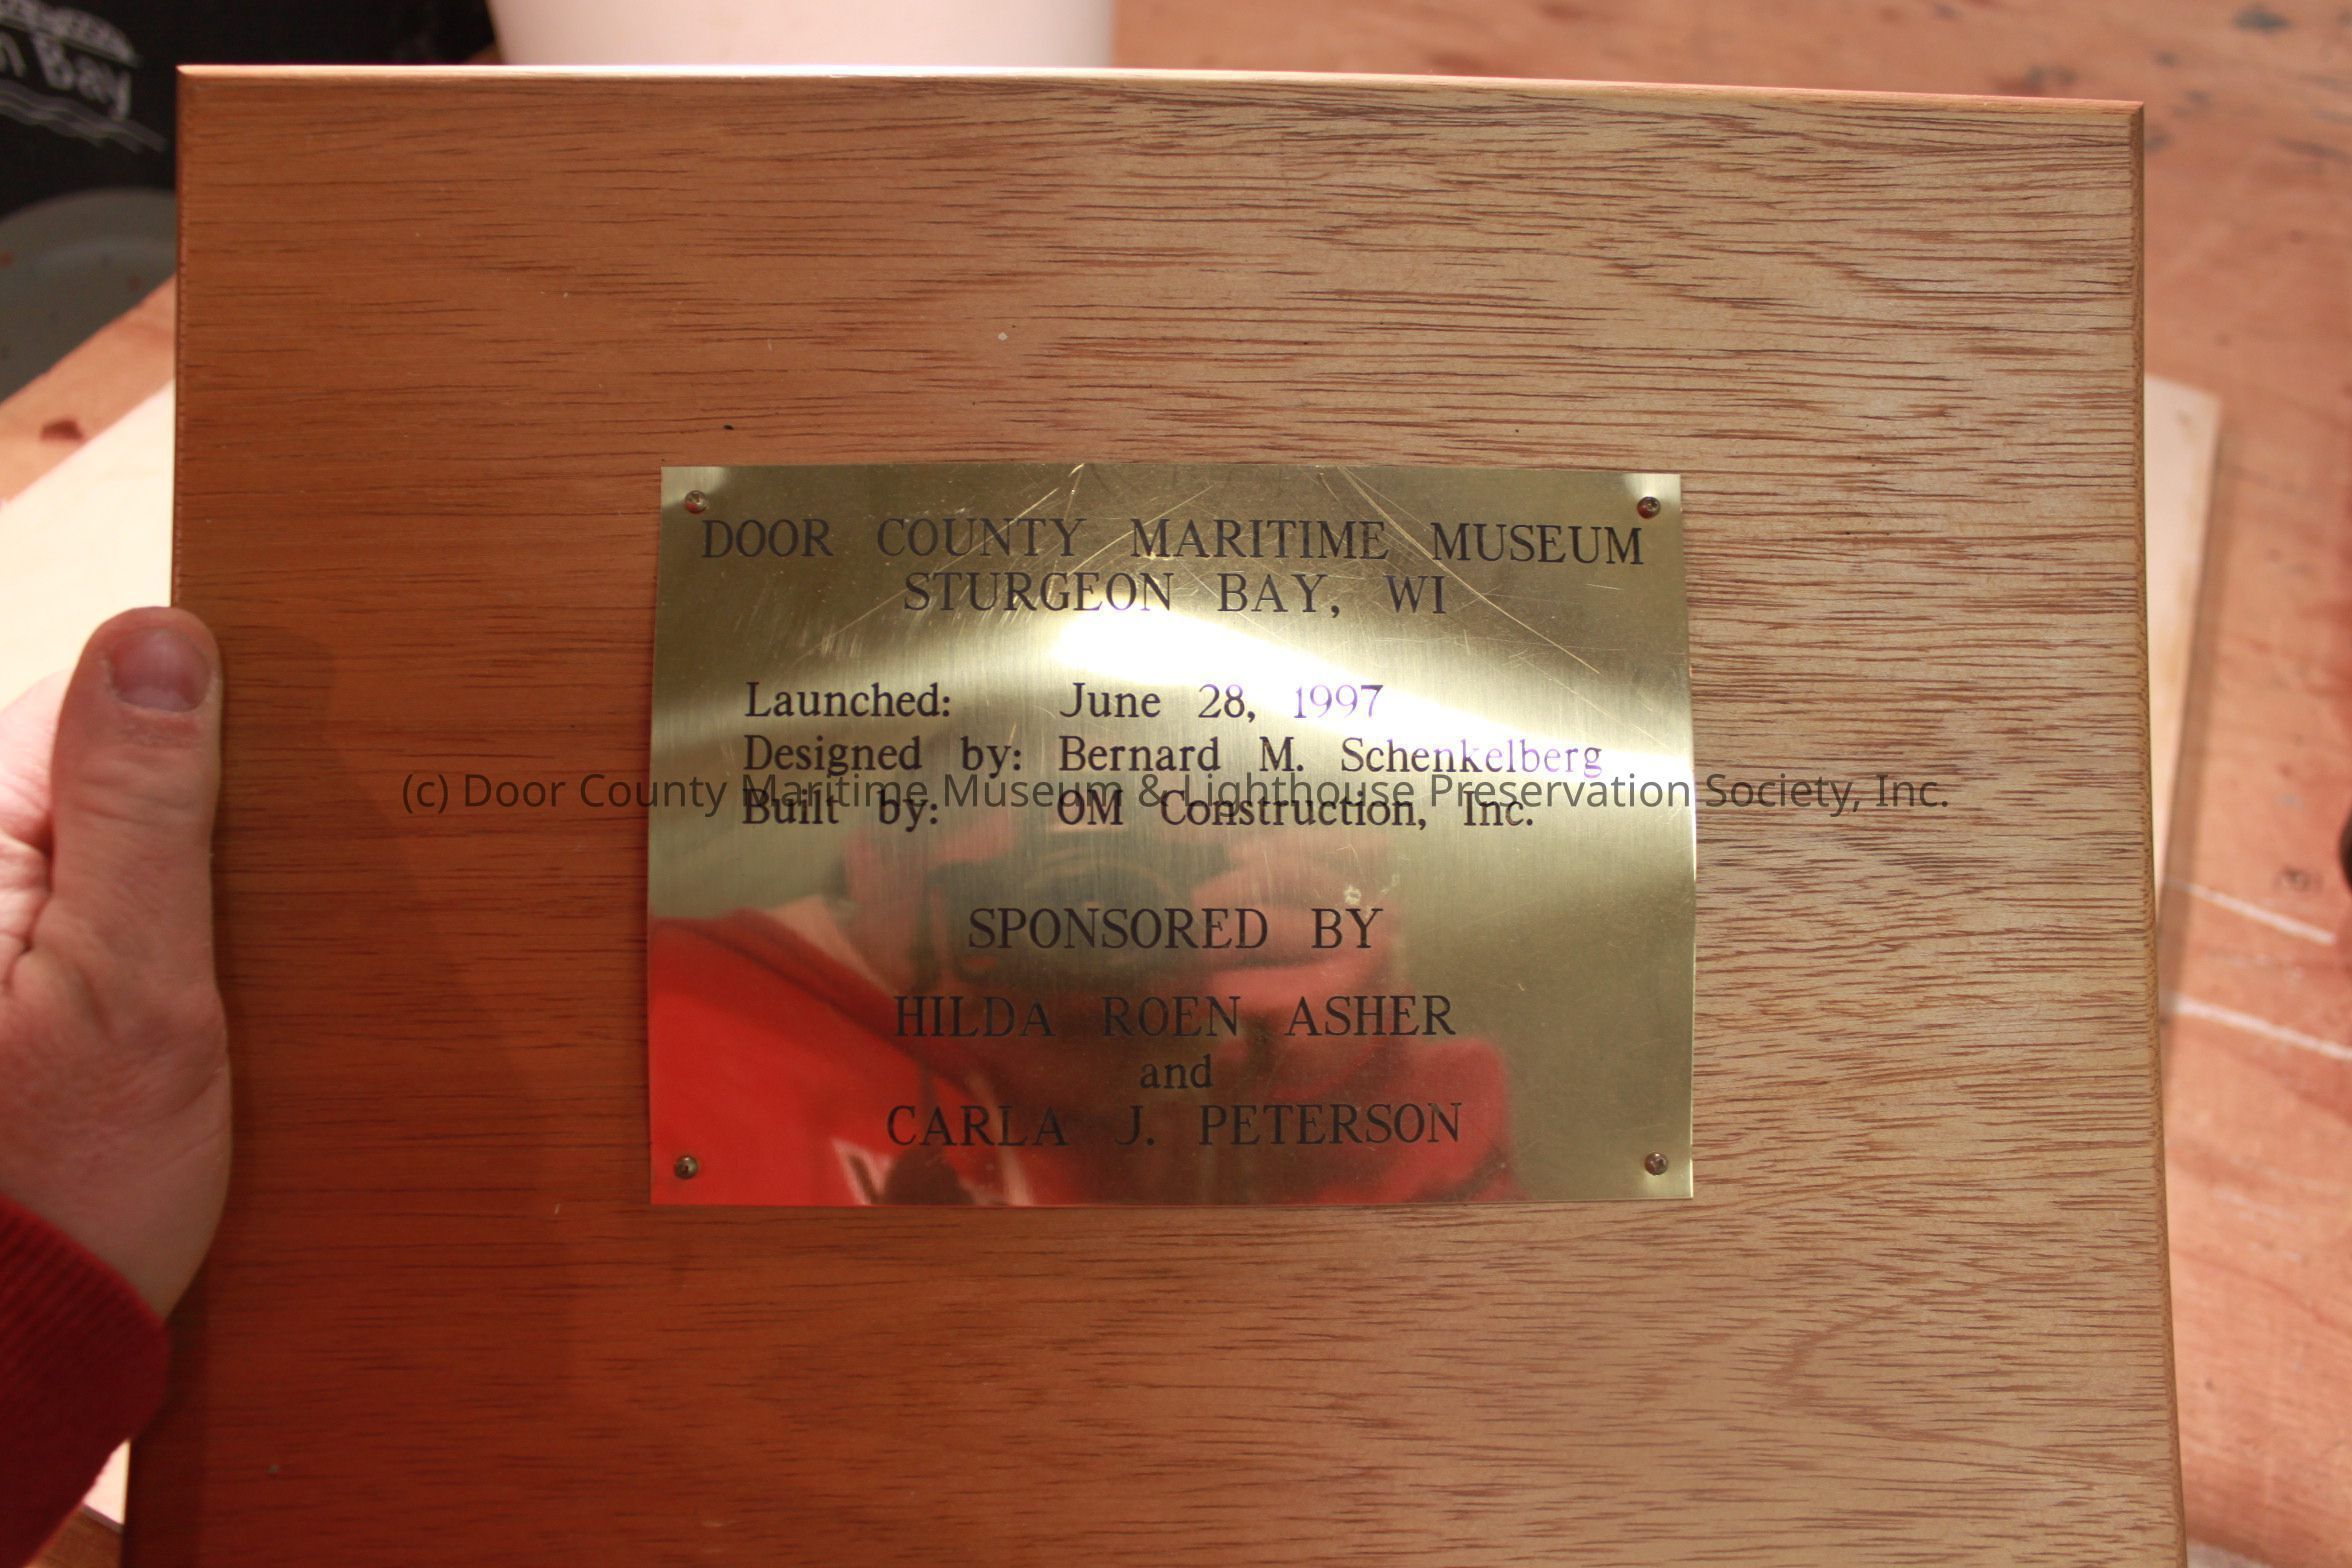 Bay
DOOR COUNTY MARITIME MUSEUM
STURGEON BAY, WI
Launched: June 28, 1997
Designed by: Bernard M. Schenkelberg
(c) Door County Maritime Museum & Lighthouse Preservation Society, Inc.
Built by: OM Construction, Inc.
SPONSORED BY
HILDA ROEN ASHER
and
CARLA J. PETERSON